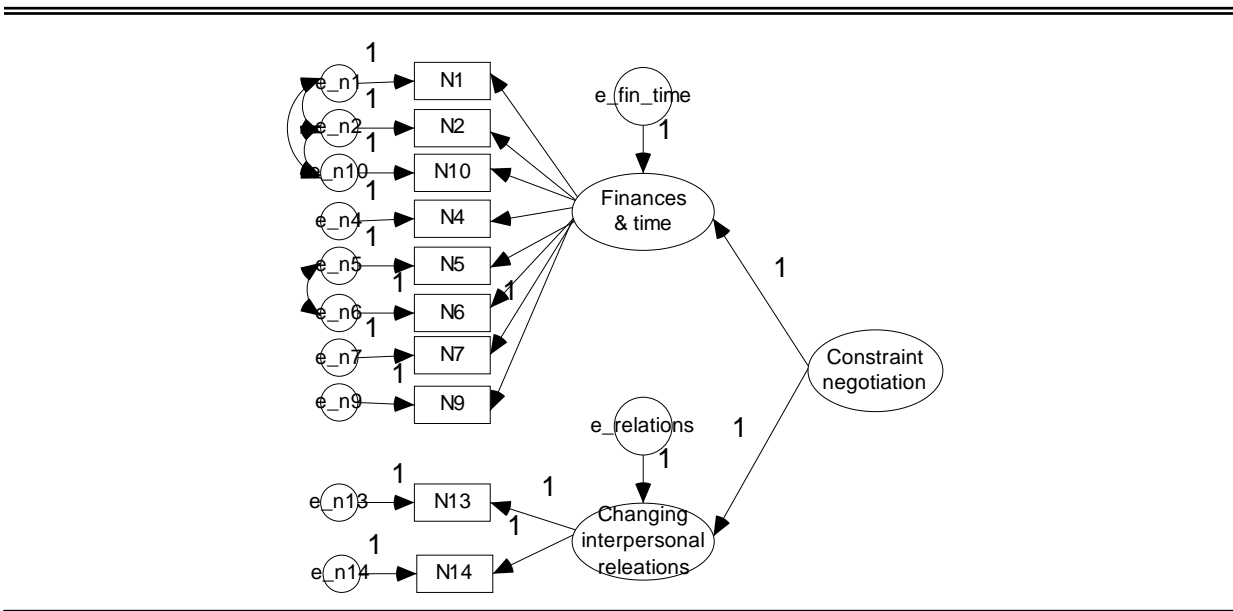 1
e_n1
N1
1
e_n2
N2
1
e_n10
N10
1
e_n4
N4
1
e_n5
N5
1
e_n6
N6
1
1
e_n7
N7
1
e_n9
N9
e_fin_time
1
Finances
& time
1
Constraint
negotiation
1
e_relations
1
1
e_n13
N13
1
Changing
interpersonal
releations
1
1
e_n14
N14